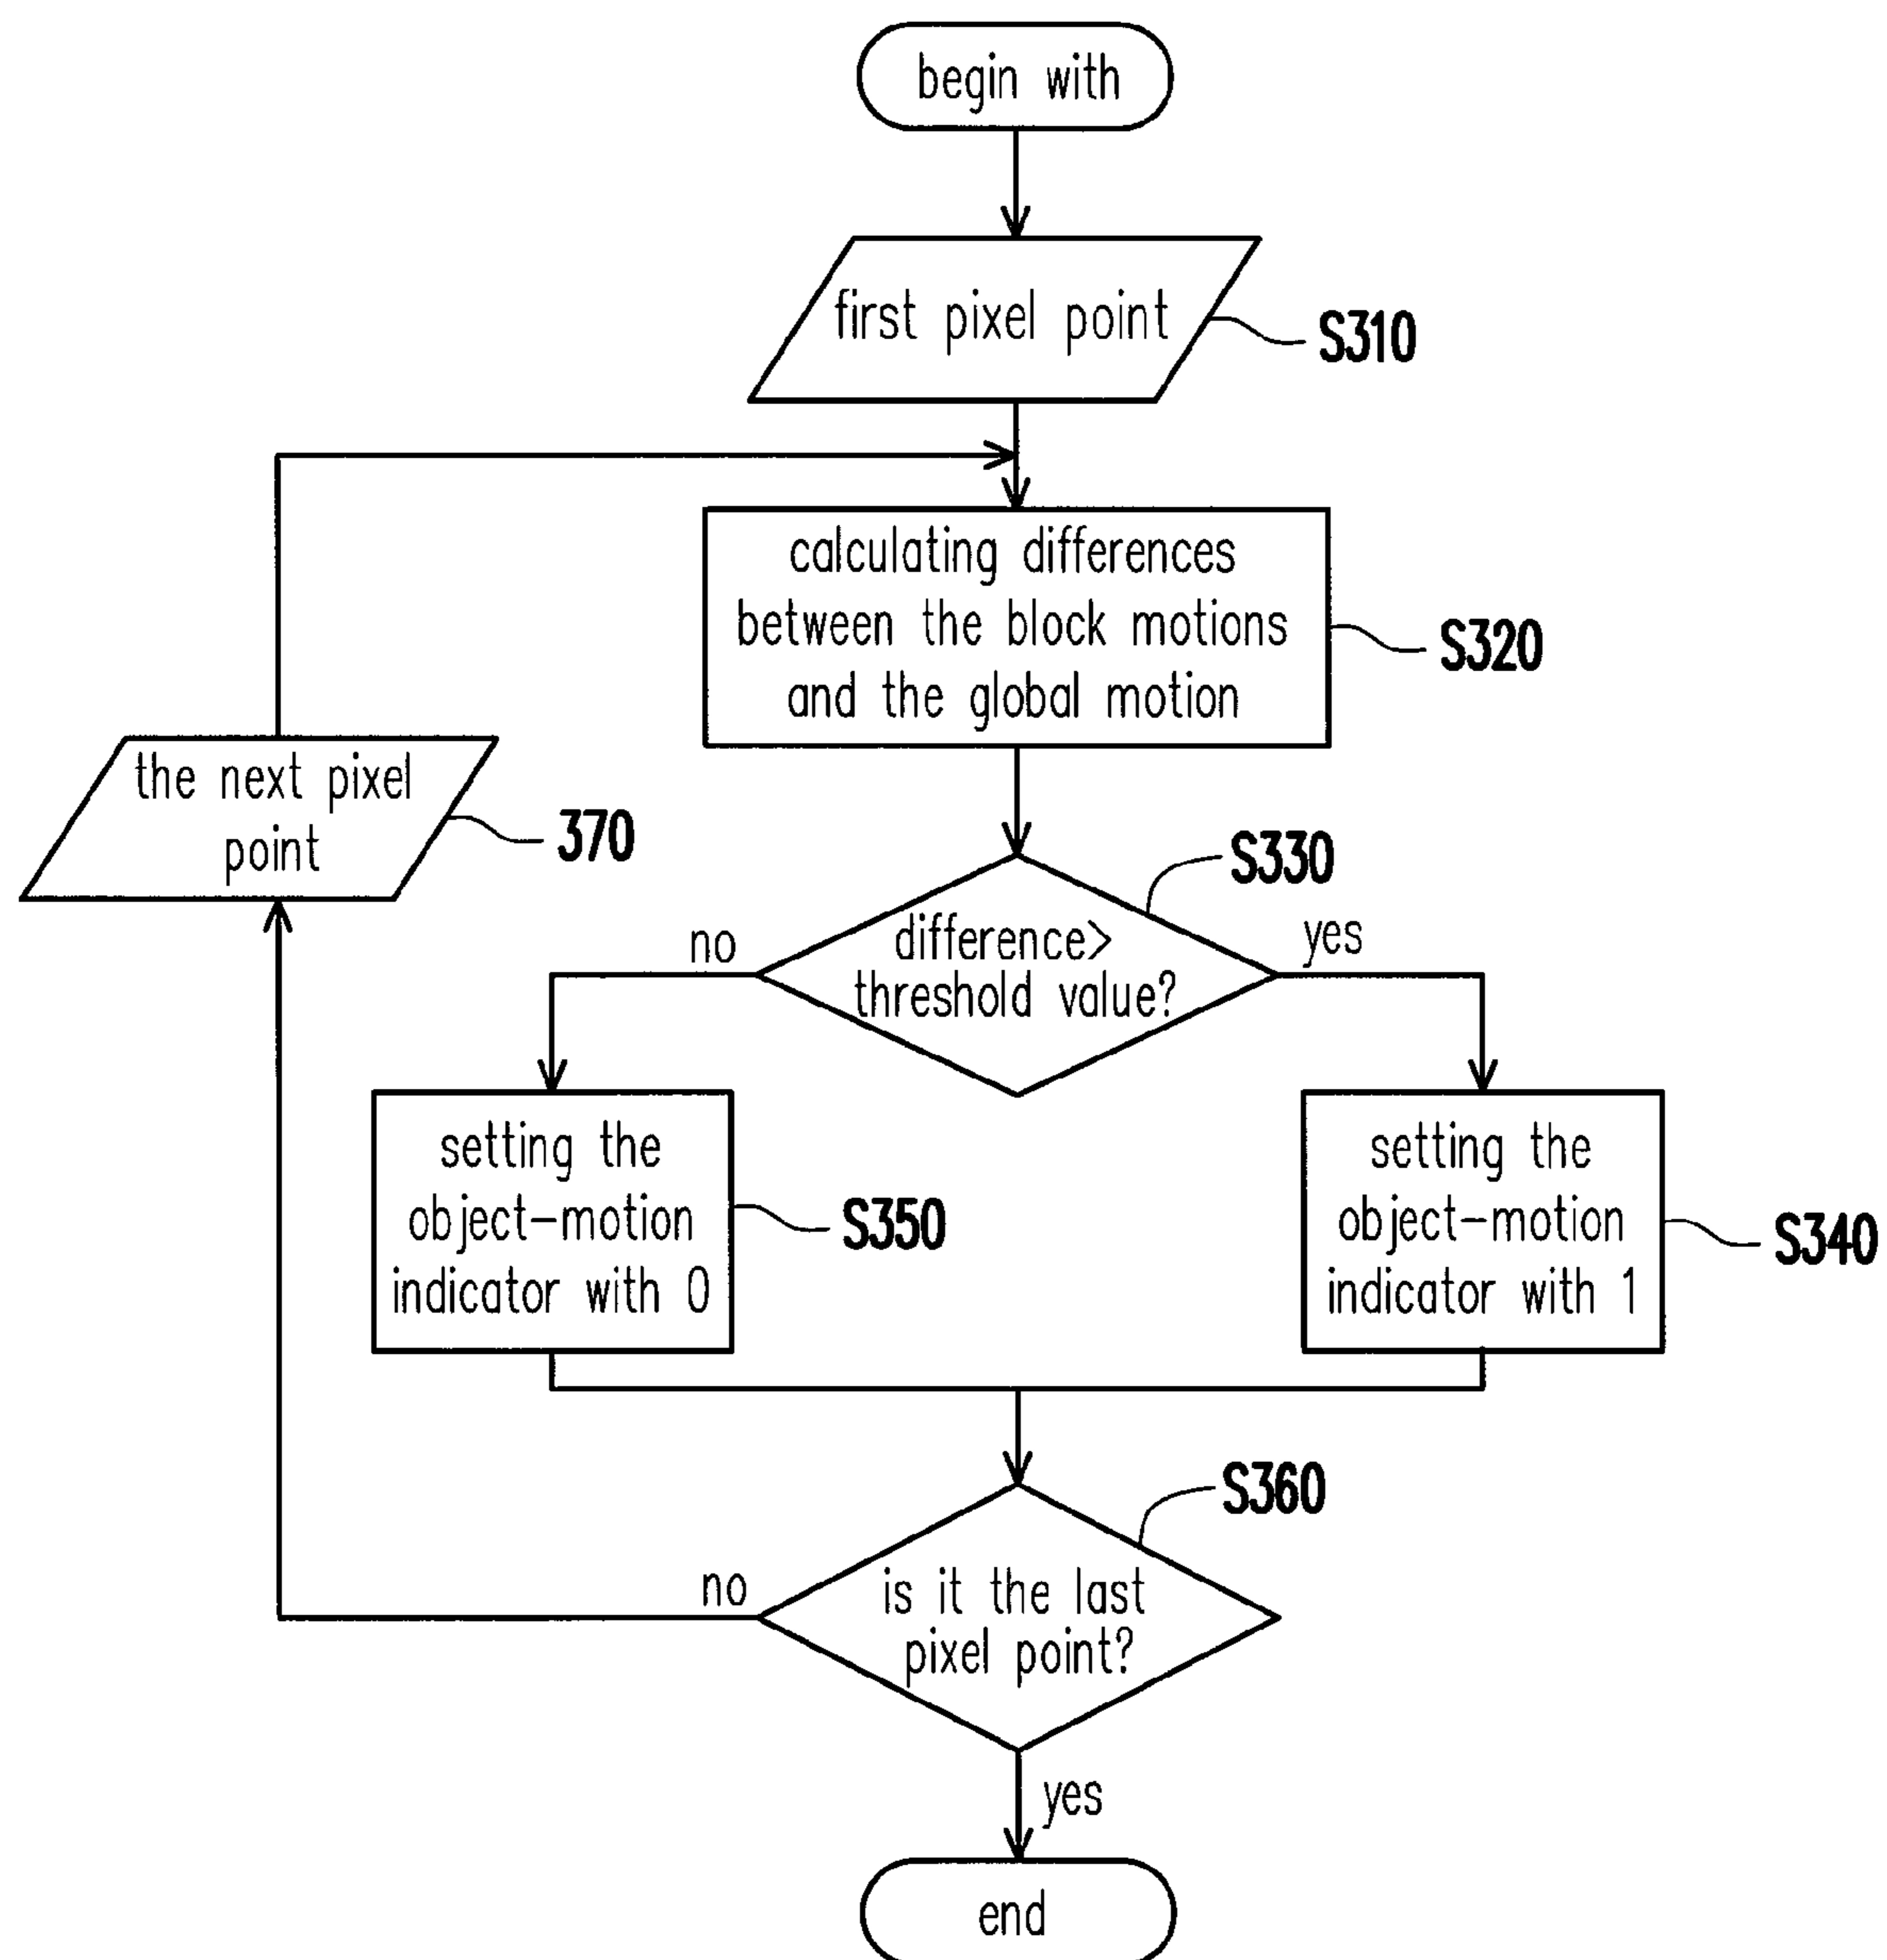 begin with
first pixel point
S310
calculating differences
between the block motions
and the global motion
S320
the next pixel
point
370
S330
difference>
threshold value?
no
yes
setting the
object-motion
indicator with 0
S350
setting the
object-motion
indicator with 1
S340
S360
is it the last
pixel point?
no
yes
end